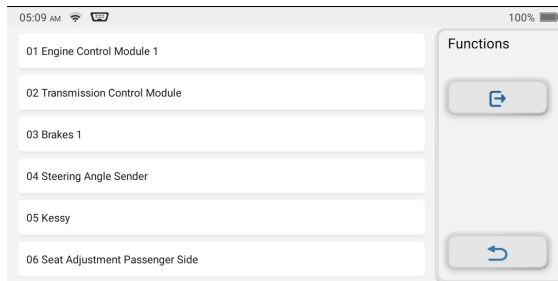 05:09 AM
100%
01 Engine Control Module 1
Functions
02 Transmission Control Module
03 Brakes 1
04 Steering Angle Sender
05 Kessy
06 Seat Adjustment Passenger Side